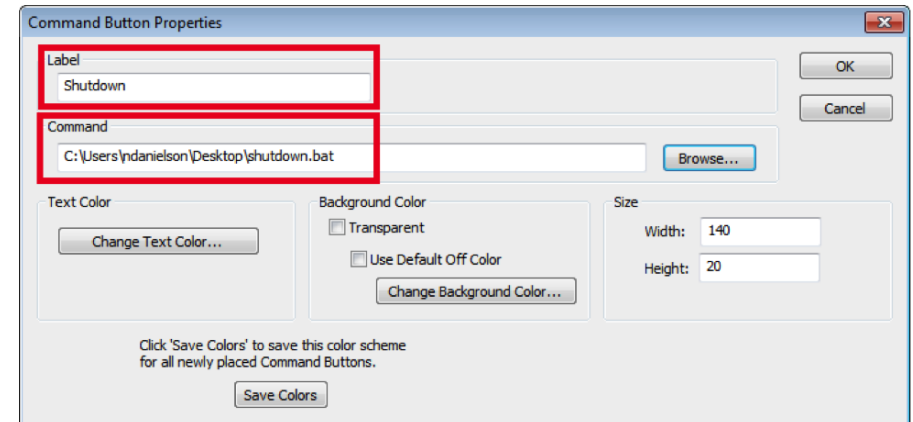 Command Button Properties
Label
OK
Shutdown
Cancel
Command
C:\Users\ndanielson\Desktop\shutdown.bat
Browse...
Text Color
Change Text Color...
Background Color
Transparent
Use Default Off Color
Change Background Color...
Size
Width: 140
Height: 20
Click 'Save Colors' to save this color scheme
for all newly placed Command Buttons.
Save Colors